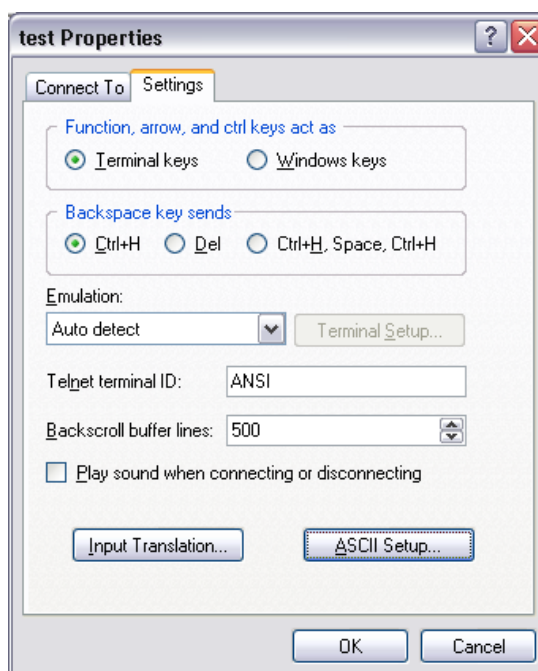 test Properties ?
Connect To Settings
Function, arrow, and ctrl keys act as
Terminal keys Windows keys
Backspace key sends
Ctrl+H Del Ctrl+H, Space, Ctrl+H
Emulation:
Auto detect Terminal Setup...
Telnet terminal ID: ANSI
Backscroll buffer lines: 500
Play sound when connecting or disconnecting
Input Translation... ASCII Setup...
OK Cancel